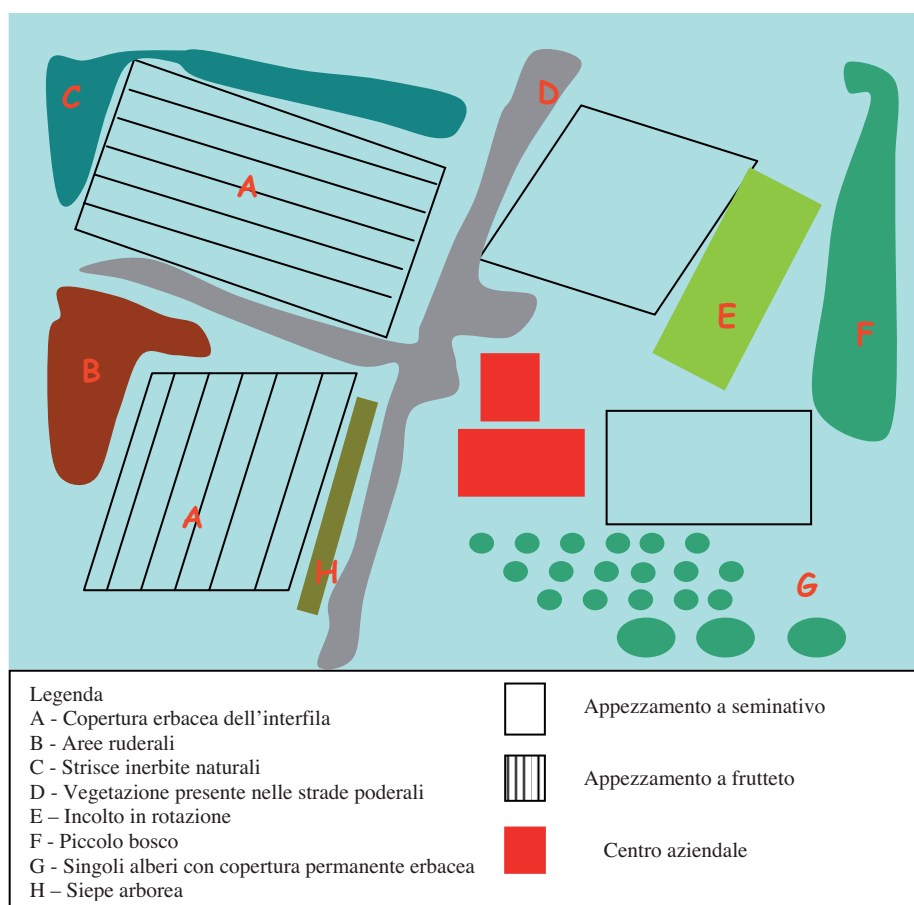 C
D
A
E
F
B
A
H
G
Legenda
A - Copertura erbacea dell'interfila
B - Aree ruderali
C - Strisce inerbite naturali
D - Vegetazione presente nelle strade poderali
E – Incolto in rotazione
F - Piccolo bosco
G - Singoli alberi con copertura permanente erbacea
H – Siepe arborea
Appezzamento a seminativo
Appezzamento a frutteto
Centro aziendale